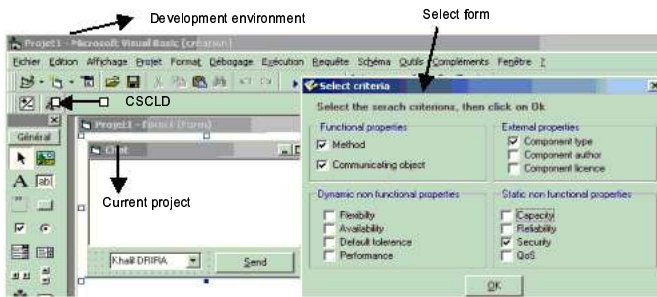 Development environment
Select form
Projet1 - Microsoft Visual Basic [création]
Eichier Edition Affichage Projet Format Débogage Exécution Requête Schéma Outils Compléments Fenêtre ?
CSCLD
Général
Projet1 - Form1 (Form)
Chat
Current project
Khalil DRIRA
Send
Select criteria
Select the serach criterions, then click on Ok
Functional properties
Method
Communicating object
External properties
Component type
Component author
Component licence
Dynamic non functional properties
Flexibilty
Availability
Default tolerence
Performance
Static non functional properties
Capacity
Reliability
Security
QoS
OK